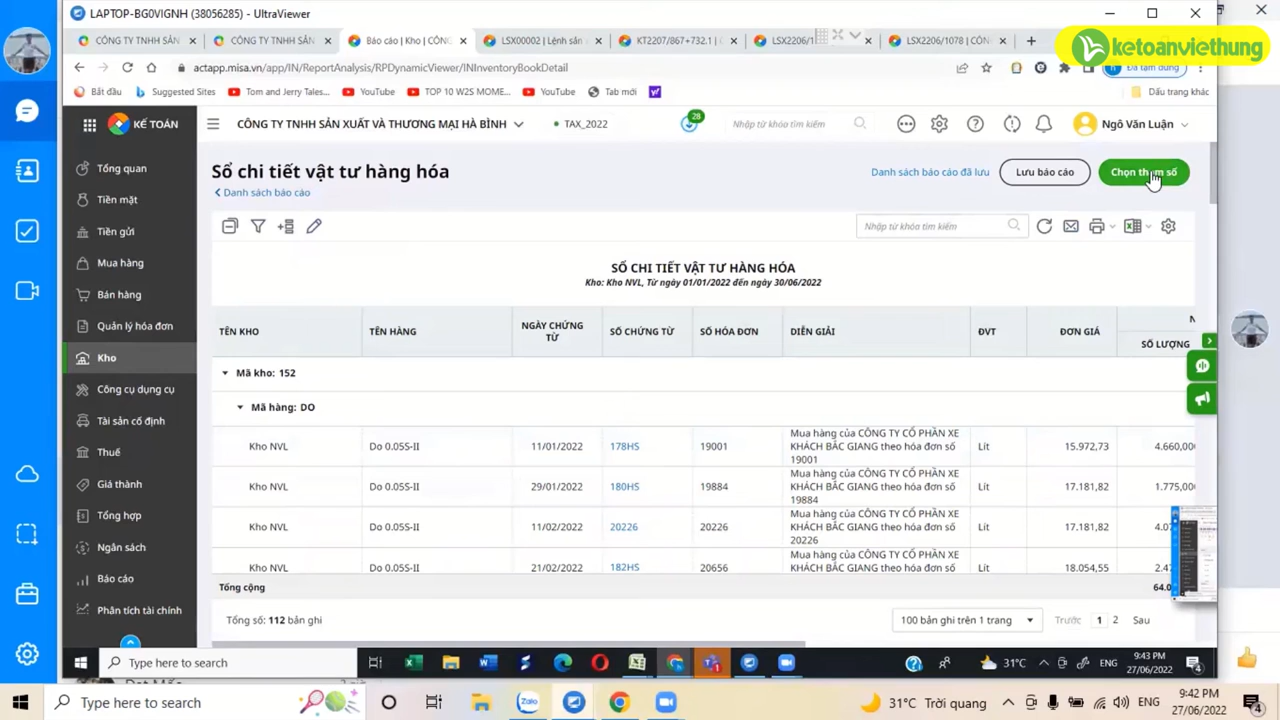 LAPTOP-BG0VIGNH (38056285) - UltraViewer
ketoanviethung
CÔNG TY TNHH SẢN
CÔNG TY TNHH SẢN
Báo cáo | Kho | CÔNG
LSX00002 | Lệnh sản
KT2207/867+732.1 |
LSX2206/1
LSX2206/1078 | CÔN
actapp.misa.vn/app/IN/ReportAnalysis/RPDynamicViewer/INInventoryBookDetail
Đã tạm dừng
Bắt đầu
Suggested Sites
Tom and Jerry Tales...
YouTube
TOP 10 W2S MOME...
YouTube
Tab mới
Dấu trang khác
KẾ TOÁN
CÔNG TY TNHH SẢN XUẤT VÀ THƯƠNG MẠI HÀ BÌNH
TAX_2022
28
Nhập từ khóa tìm kiếm
Ngô Văn Luận
Tổng quan
Tiền mặt
Tiền gửi
Mua hàng
Bán hàng
Quản lý hóa đơn
Kho
Công cụ dụng cụ
Tài sản cố định
Thuế
Giá thành
Tổng hợp
Ngân sách
Báo cáo
Phân tích tài chính
Sổ chi tiết vật tư hàng hóa
Danh sách báo cáo
Danh sách báo cáo đã lưu
Lưu báo cáo
Chọn tham số
Nhập từ khóa tìm kiếm
SỔ CHI TIẾT VẬT TƯ HÀNG HÓA
Kho: Kho NVL, Từ ngày 01/01/2022 đến ngày 30/06/2022
TÊN KHO TÊN HÀNG NGÀY CHỨNG TỪ SỐ CHỨNG TỪ SỐ HÓA ĐƠN DIỄN GIẢI ĐVT ĐƠN GIÁ N
SỐ LƯỢNG
Mã kho: 152
Mã hàng: DO
Kho NVL Do 0.05S-II 11/01/2022 178HS 19001 Mua hàng của CÔNG TY CỔ PHẦN XE KHÁCH BẮC GIANG theo hóa đơn số 19001 Lít 15.972,73 4.660,00
Kho NVL Do 0.05S-II 29/01/2022 180HS 19884 Mua hàng của CÔNG TY CỔ PHẦN XE KHÁCH BẮC GIANG theo hóa đơn số 19884 Lít 17.181,82 1.775,00
Kho NVL Do 0.05S-II 11/02/2022 20226 20226 Mua hàng của CÔNG TY CỔ PHẦN XE KHÁCH BẮC GIANG theo hóa đơn số 20226 Lít 17.181,82 4.0
Kho NVL Do 0.05S-II 21/02/2022 182HS 20656 Mua hàng của CÔNG TY CỔ PHẦN XE KHÁCH BẮC GIANG theo hóa đơn số Lít 18.054,55 2.4
Tổng cộng 64.0
Tổng số: 112 bản ghi
100 bản ghi trên 1 trang
Trước 1 2 Sau
Type here to search
31°C
ENG
9:43 PM
27/06/2022
4
Type here to search
31°C Trời quang
ENG
9:42 PM
27/06/2022
4